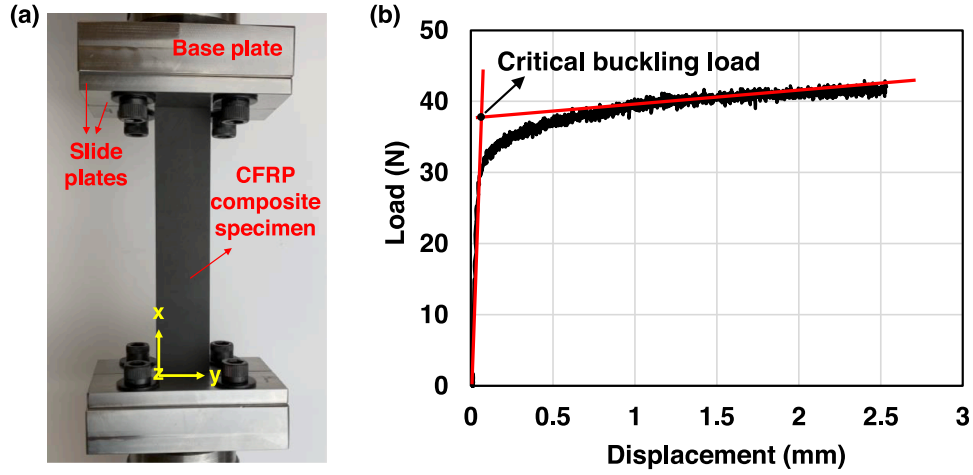 (a)
Base plate
Slide
plates
CFRP
composite
specimen
x
z
y
(b)
50
40
30
20
10
0
Load (N)
Critical buckling load
0
0.5
1
1.5
2
2.5
3
Displacement (mm)